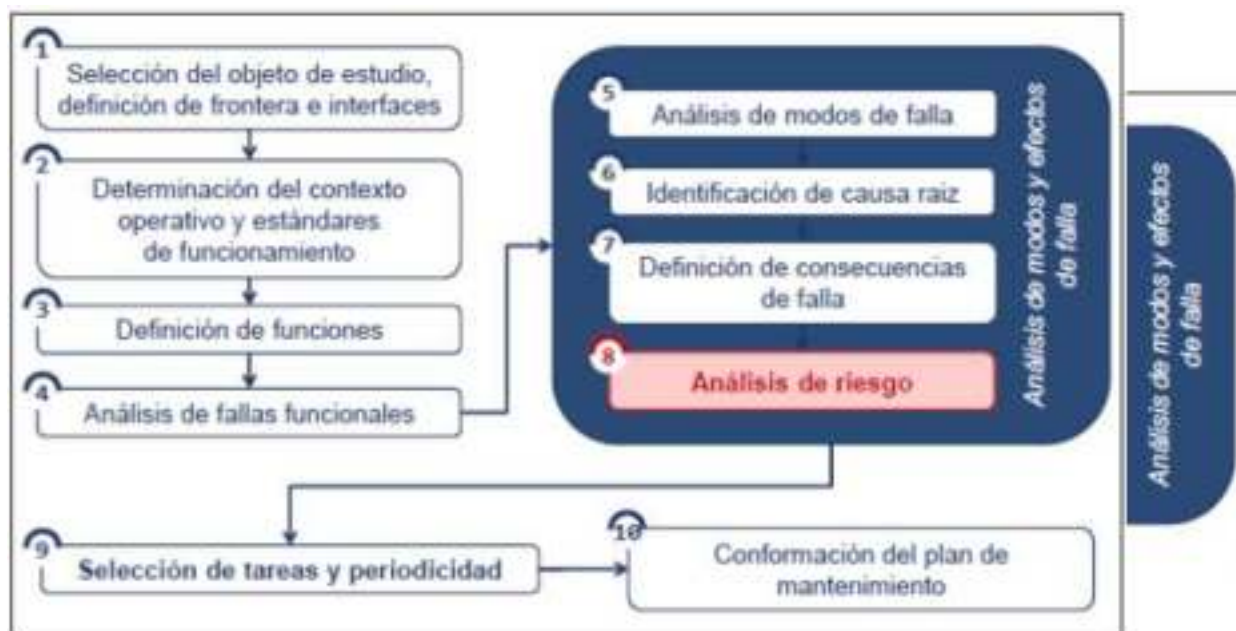 1
Selección del objeto de estudio,
definición de frontera e interfaces
2
Determinación del contexto
operativo y estándares
de funcionamiento
3
Definición de funciones
4
Análisis de fallas funcionales
5
Análisis de modos de falla
6
Identificación de causa raiz
7
Definición de consecuencias
de falla
8
Análisis de riesgo
Análisis de modos y efectos
de falla
Análisis de modos y efectos
de falla
9
Selección de tareas y periodicidad
10
Conformación del plan de
mantenimiento